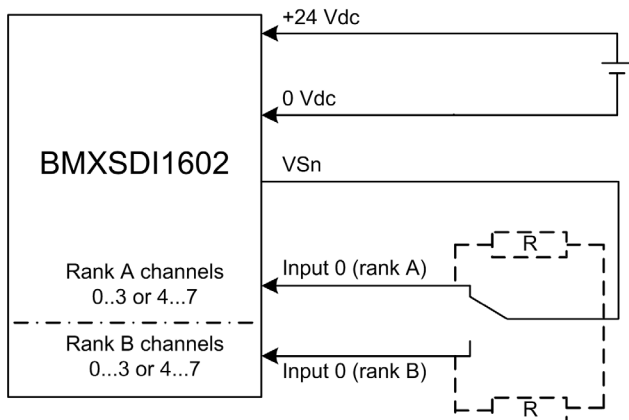 +24 Vdc
0 Vdc
BMXSDI1602
VSn
R
Rank A channels
0..3 or 4...7
Input 0 (rank A)
Rank B channels
0...3 or 4...7
Input 0 (rank B)
R